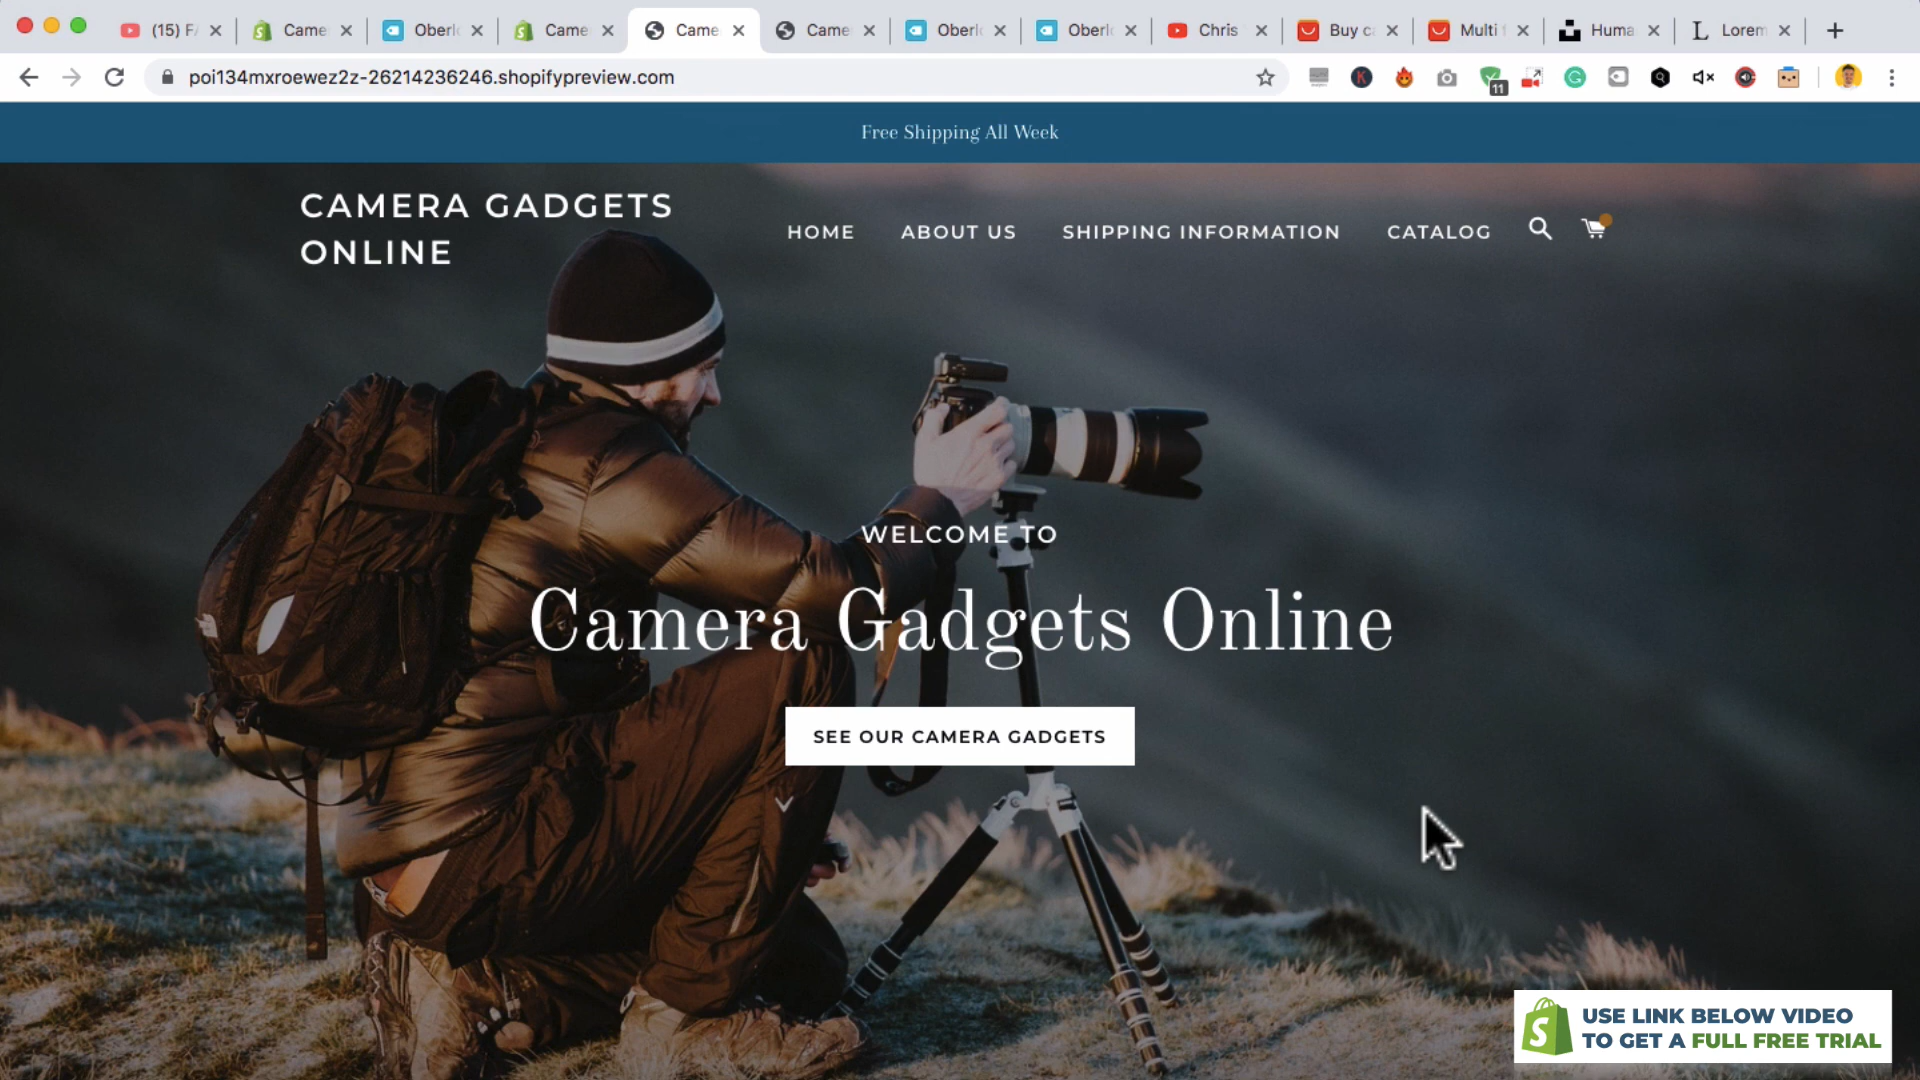 (15) F
Came
Oberl
Came
Came
Came
Oberl
Oberl
Chris
Buy c
Multi
Huma
Lorem
poi134mxroewez2z-26214236246.shopifypreview.com
11
Free Shipping All Week
CAMERA GADGETS
ONLINE
HOME ABOUT US SHIPPING INFORMATION CATALOG
WELCOME TO
Camera Gadgets Online
SEE OUR CAMERA GADGETS
USE LINK BELOW VIDEO
TO GET A FULL FREE TRIAL